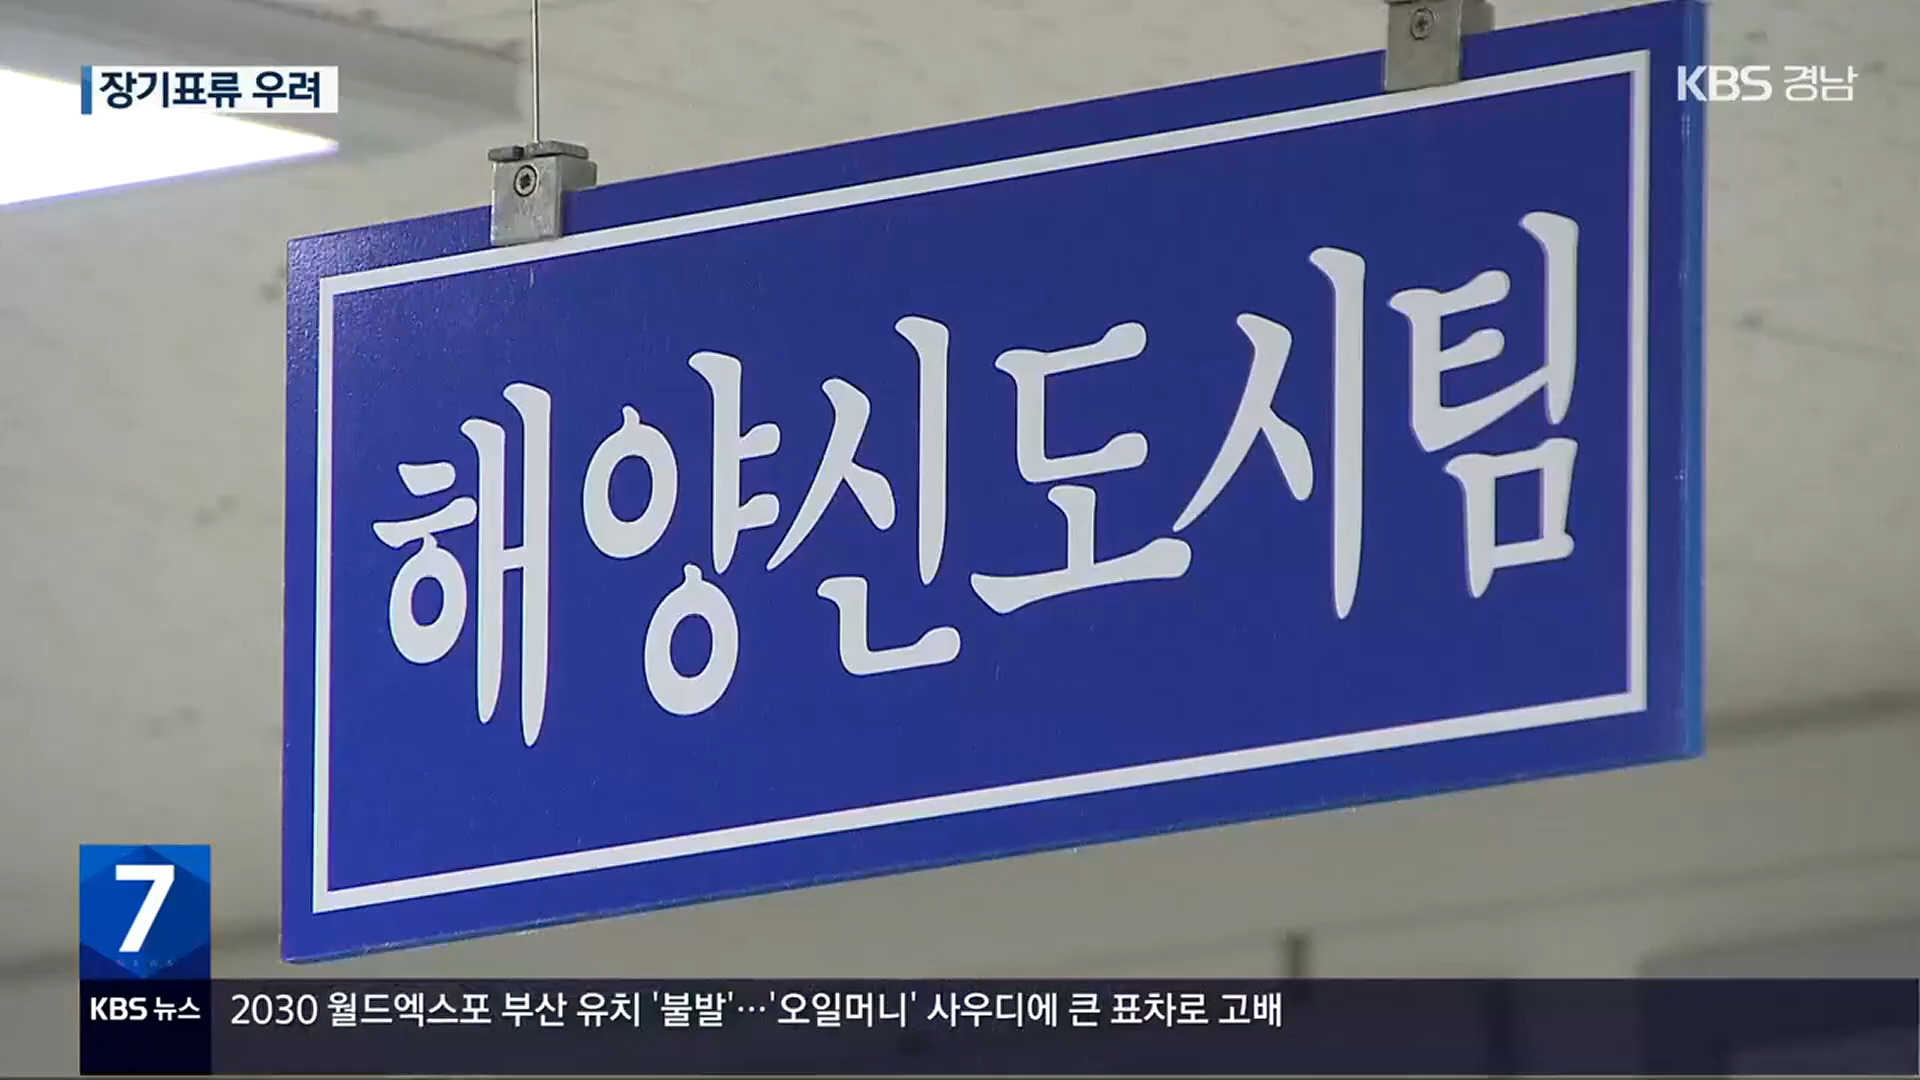 장기표류 우려
KBS 경남
해양신도시팀
7
NEWS
KBS 뉴스
2030 월드엑스포 부산 유치 '불발'…'오일머니' 사우디에 큰 표차로 고배